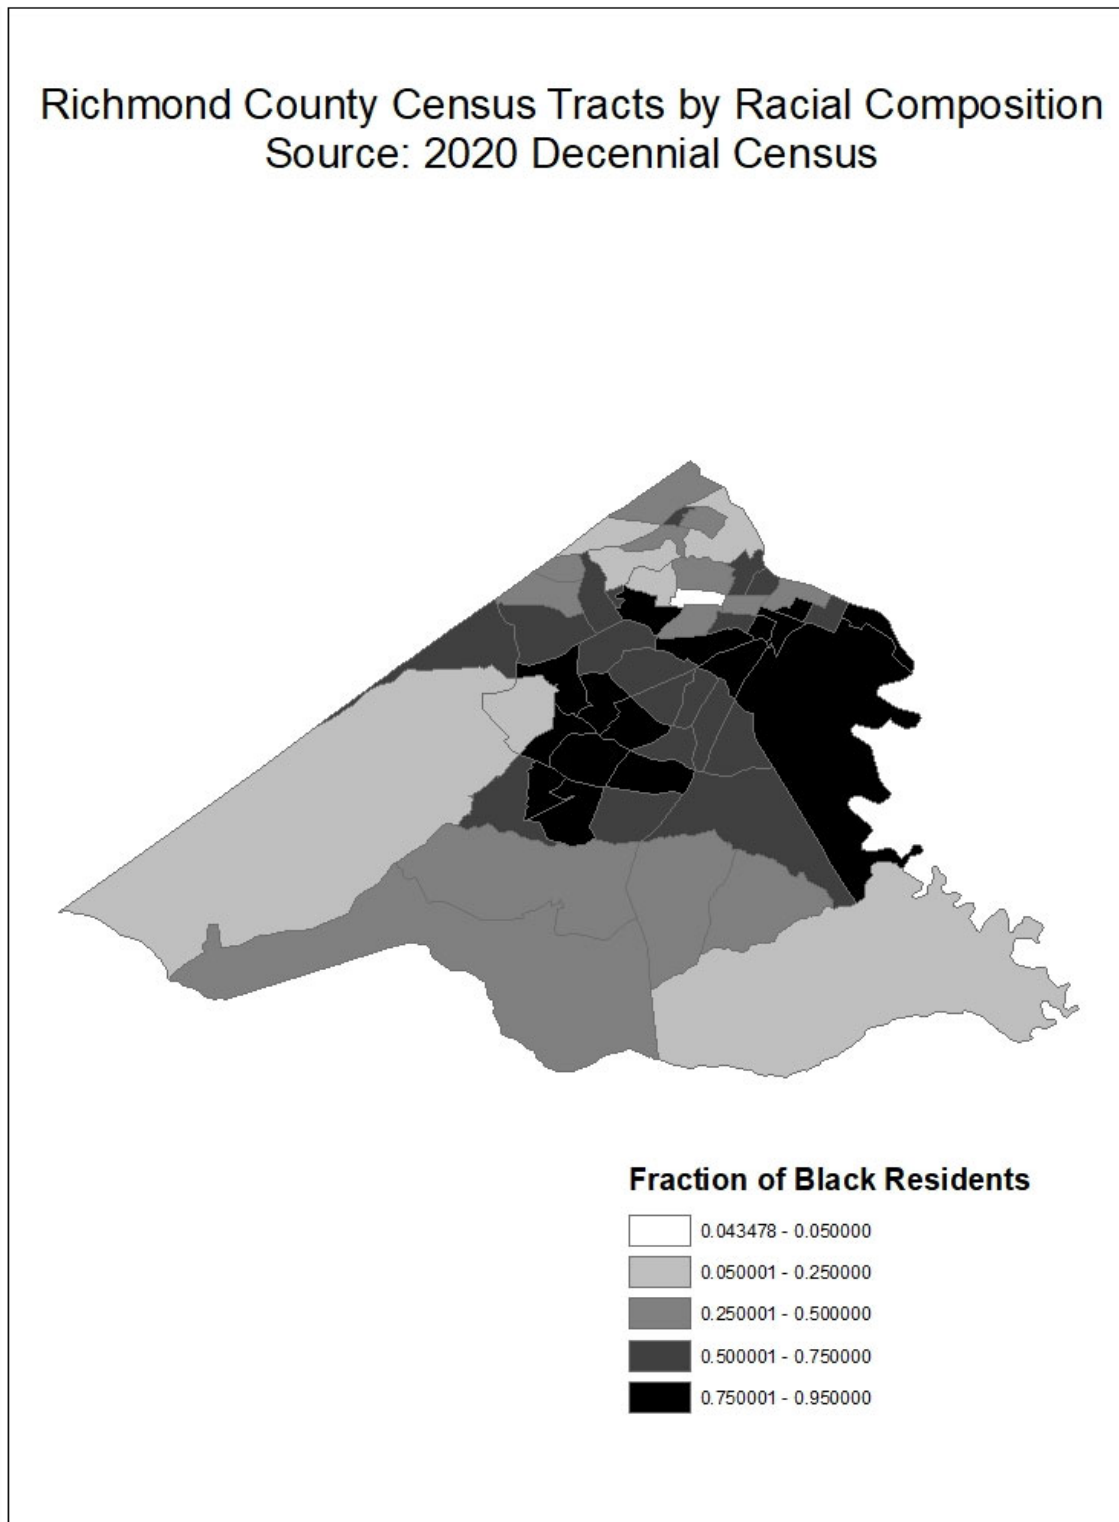 Richmond County Census Tracts by Racial Composition
Source: 2020 Decennial Census
Fraction of Black Residents
0.043478 - 0.050000
0.050001 - 0.250000
0.250001 - 0.500000
0.500001 - 0.750000
0.750001 - 0.950000